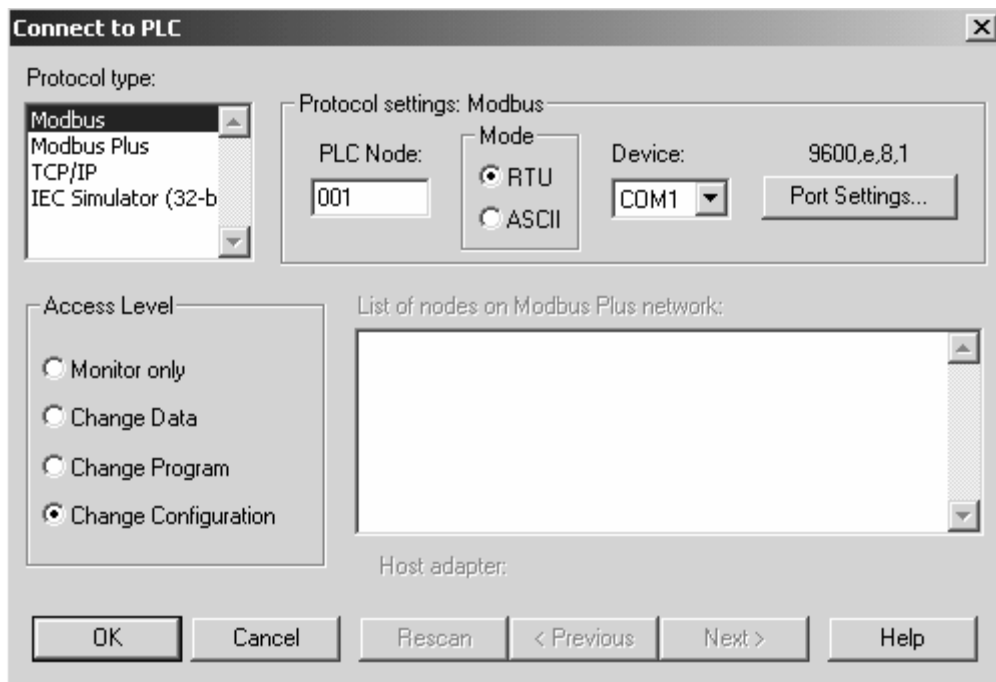 Connect to PLC
Protocol type:
Modbus
Modbus Plus
TCP/IP
IEC Simulator (32-b
Protocol settings: Modbus
PLC Node:
001
Mode
RTU
ASCII
Device:
COM1
9600,e,8,1
Port Settings...
Access Level
Monitor only
Change Data
Change Program
Change Configuration
List of nodes on Modbus Plus network:
Host adapter:
OK
Cancel
Rescan
< Previous
Next >
Help